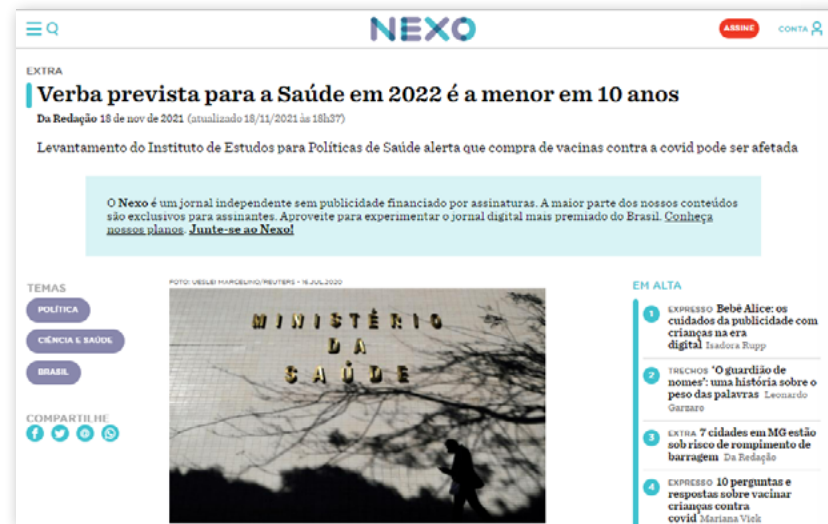 NEXO
ASSINE
CONTA
EXTRA
Verba prevista para a Saúde em 2022 é a menor em 10 anos
Da Redação 18 de nov de 2021 (atualizado 18/11/2021 às 18h37)
Levantamento do Instituto de Estudos para Políticas de Saúde alerta que compra de vacinas contra a covid pode ser afetada
O Nexo é um jornal independente sem publicidade financiado por assinaturas. A maior parte dos nossos conteúdos
são exclusivos para assinantes. Aproveite para experimentar o jornal digital mais premiado do Brasil. Conheça
nossos planos. Junte-se ao Nexo!
TEMAS
POLÍTICA
CIÊNCIA E SAÚDE
BRASIL
COMPARTILHE
FOTO: UESLEI MARCELINO/REUTERS - 16.JUL.2020
MINISTÉRIO
DA
SAÚDE
EM ALTA
1 EXPRESSO Bebê Alice: os
cuidados da publicidade com
crianças na era
digital Isadora Rupp
2 TRECHOS ‘O guardião de
nomes’: uma história sobre o
peso das palavras Leonardo
Garzaro
3 EXTRA 7 cidades em MG estão
sob risco de rompimento de
barragem Da Redação
4 EXPRESSO 10 perguntas e
respostas sobre vacinar
crianças contra
covid Mariana Vick